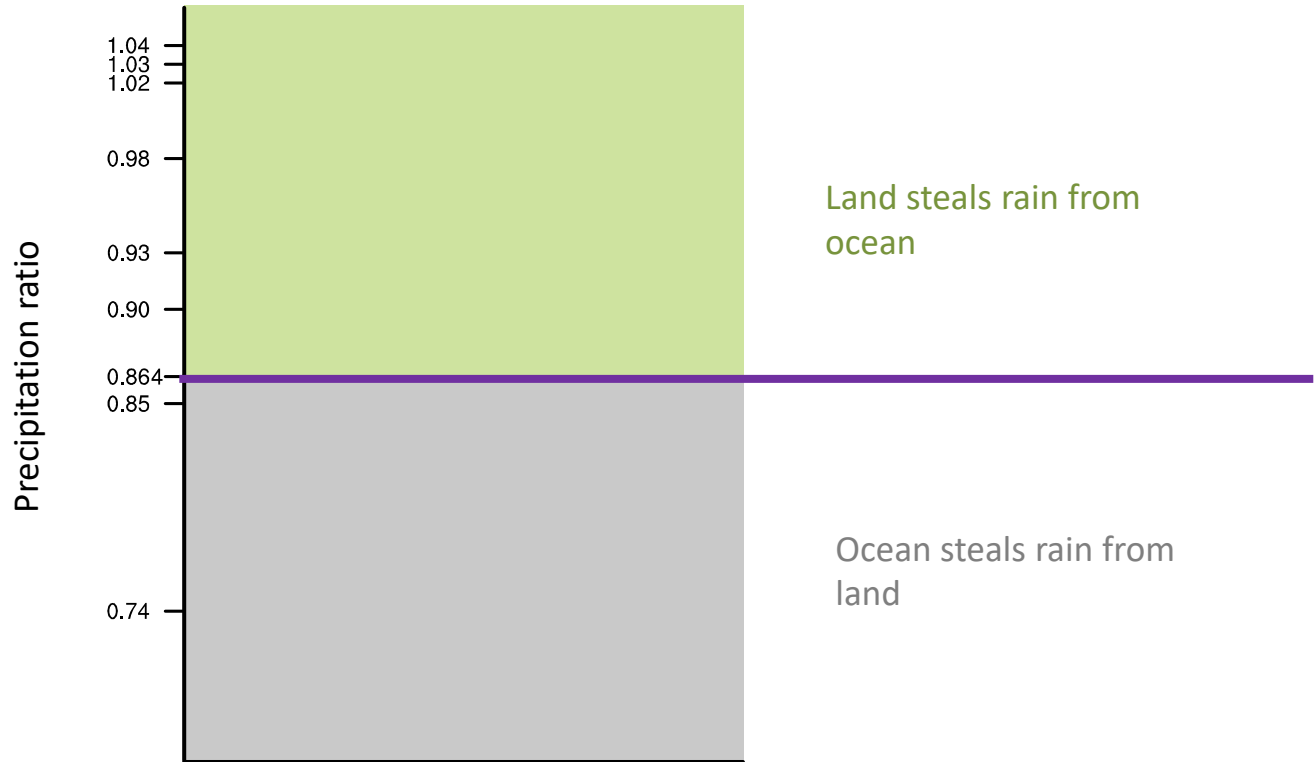 Precipitation ratio
1.04
1.03
1.02
0.98
0.93
0.90
0.864
0.85
0.74
Land steals rain from
ocean
Ocean steals rain from
land